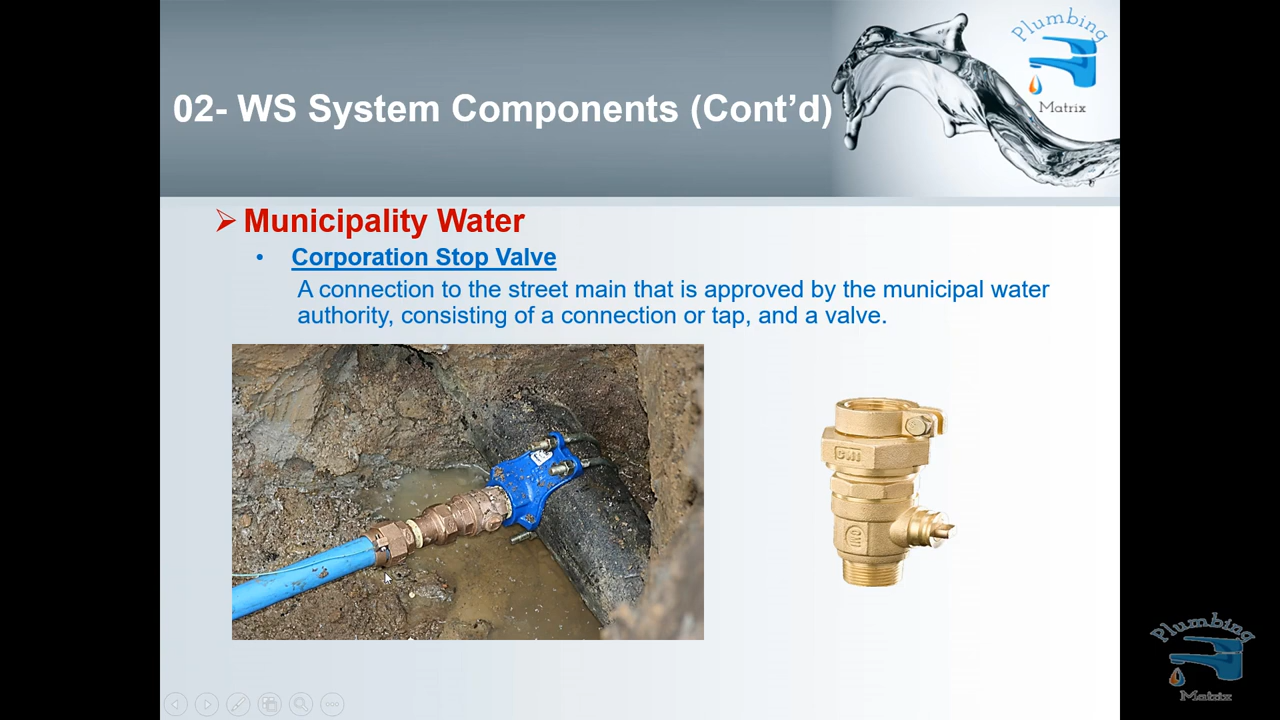 Plumbing
Matrix
02- WS System Components (Cont’d)
Municipality Water
Corporation Stop Valve
A connection to the street main that is approved by the municipal water
authority, consisting of a connection or tap, and a valve.
Plumbing
Matrix